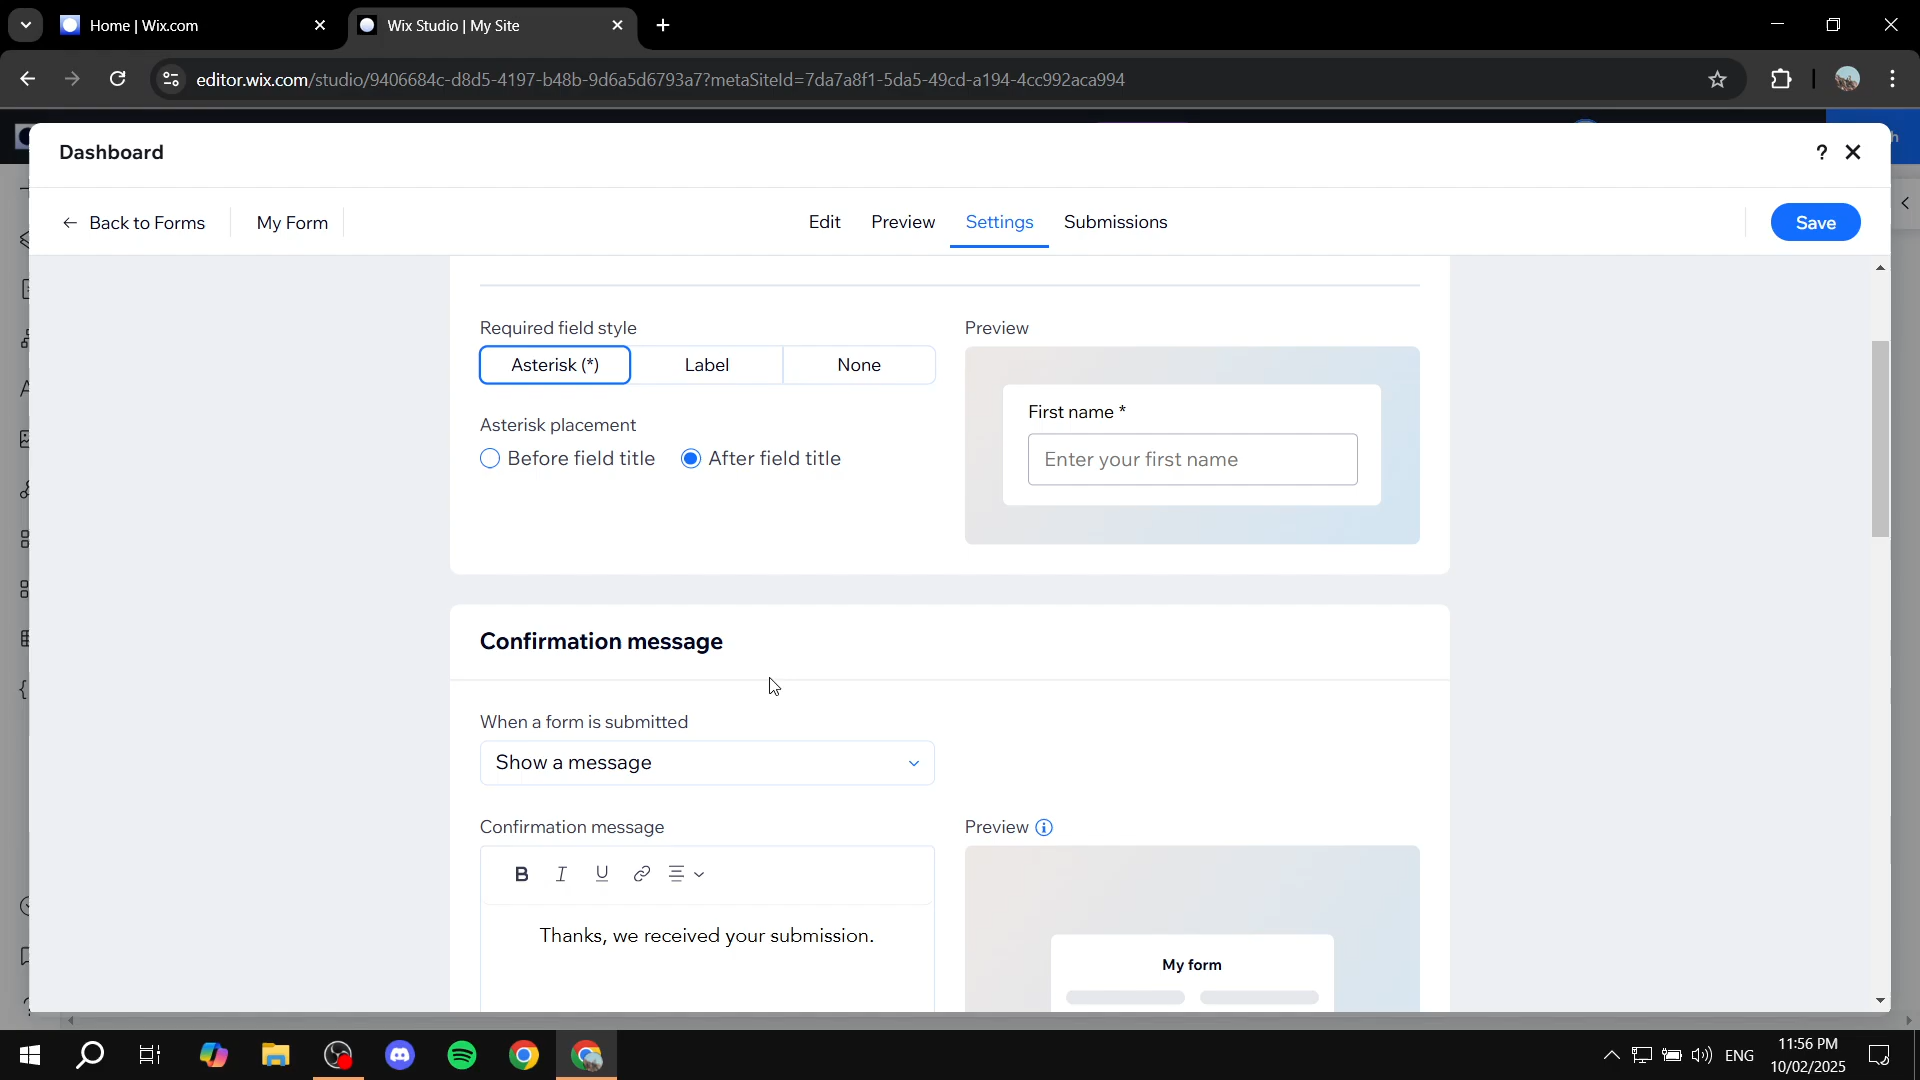 Home | Wix.com
Wix Studio | My Site
editor.wix.com/studio/9406684c-d8d5-4197-b48b-9d6a5d6793a7?metaSiteId=7da7a8f1-5da5-49cd-a194-4cc992aca994
Dashboard
?
Back to Forms
My Form
Edit
Preview
Settings
Submissions
Save
Required field style
Asterisk (*)
Label
None
Asterisk placement
Before field title
After field title
Preview
First name *
Enter your first name
Confirmation message
When a form is submitted
Show a message
Confirmation message
B I U
Thanks, we received your submission.
Preview
My form
ENG
11:56 PM
10/02/2025